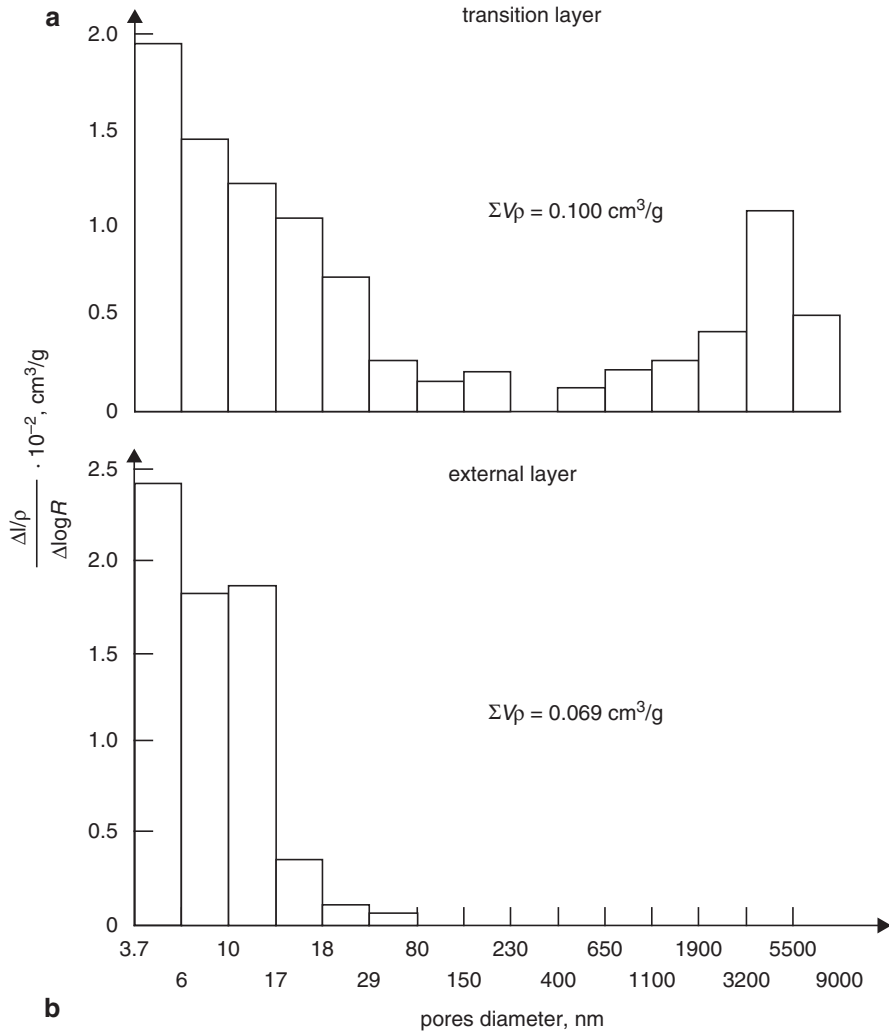 a
transition layer
2.0
1.5
1.0
0.5
0
ΣVρ = 0.100 cm³/g
Δl/ρ
ΔlogR
· 10⁻², cm³/g
external layer
2.5
2.0
1.5
1.0
0.5
0
ΣVρ = 0.069 cm³/g
3.7 10 18 80 230 650 1900 5500
6 17 29 150 400 1100 3200 9000
b
pores diameter, nm